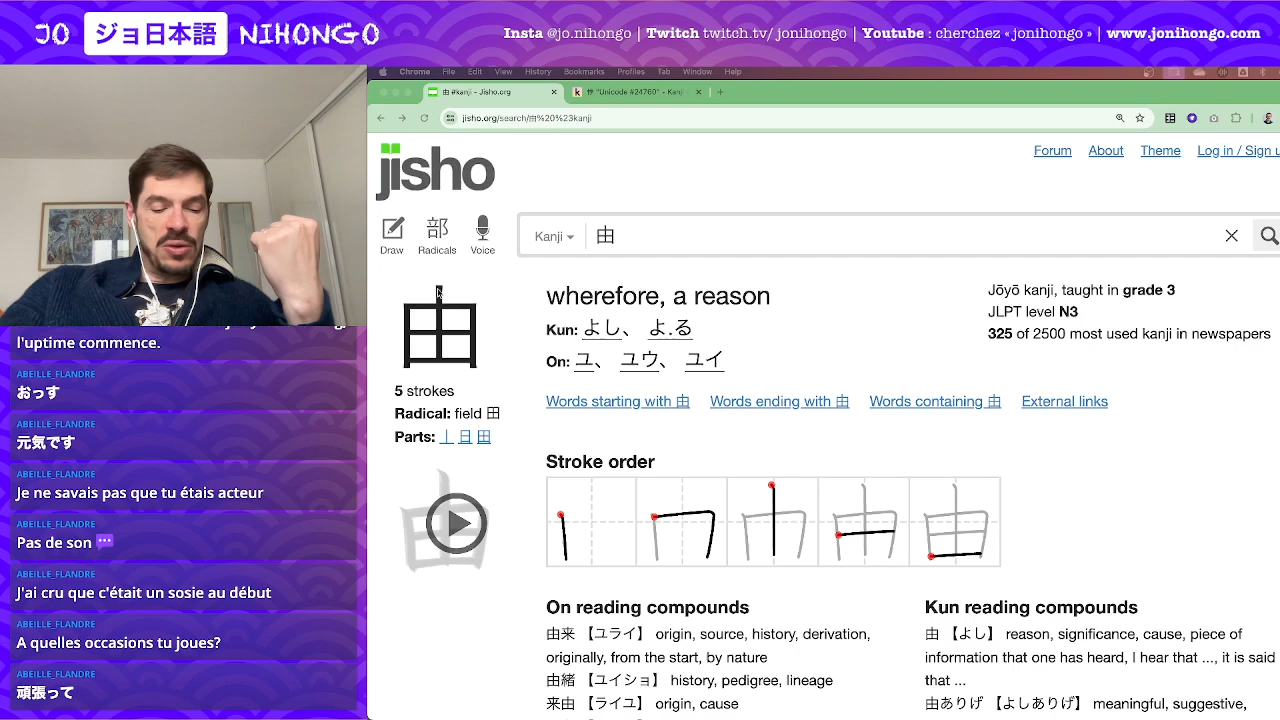 JO ジョ日本語 NIHONGO
Insta @jo.nihongo | Twitch twitch.tv/ jonihongo | Youtube : cherchez « jonihongo » | www.jonihongo.com
Chrome File Edit View History Bookmarks Profiles Tab Window Help
由 #kanji - Jisho.org
"Unicode #24760" - Kanji
jisho.org/search/由%20%23kanji
jisho
Forum About Theme Log in / Sign u
Draw Radicals Voice
Kanji 由
由
wherefore, a reason
Kun: よし、 よ.る
On: ユ、 ユウ、 ユイ
Jōyō kanji, taught in grade 3
JLPT level N3
325 of 2500 most used kanji in newspapers
5 strokes
Radical: field 田
Parts: 丨 日 田
Words starting with 由 Words ending with 由 Words containing 由 External links
Stroke order
由
On reading compounds
由来 【ユライ】 origin, source, history, derivation,
originally, from the start, by nature
由緒 【ユイショ】 history, pedigree, lineage
来由 【ライユ】 origin, cause
Kun reading compounds
由 【よし】 reason, significance, cause, piece of
information that one has heard, I hear that ..., it is said
that ...
由ありげ 【よしありげ】 meaningful, suggestive,
l'uptime commence.
ABEILLE_FLANDRE
おっす
ABEILLE_FLANDRE
元気です
ABEILLE_FLANDRE
Je ne savais pas que tu étais acteur
ABEILLE_FLANDRE
Pas de son
ABEILLE_FLANDRE
J'ai cru que c'était un sosie au début
ABEILLE_FLANDRE
A quelles occasions tu joues?
ABEILLE_FLANDRE
頑張って